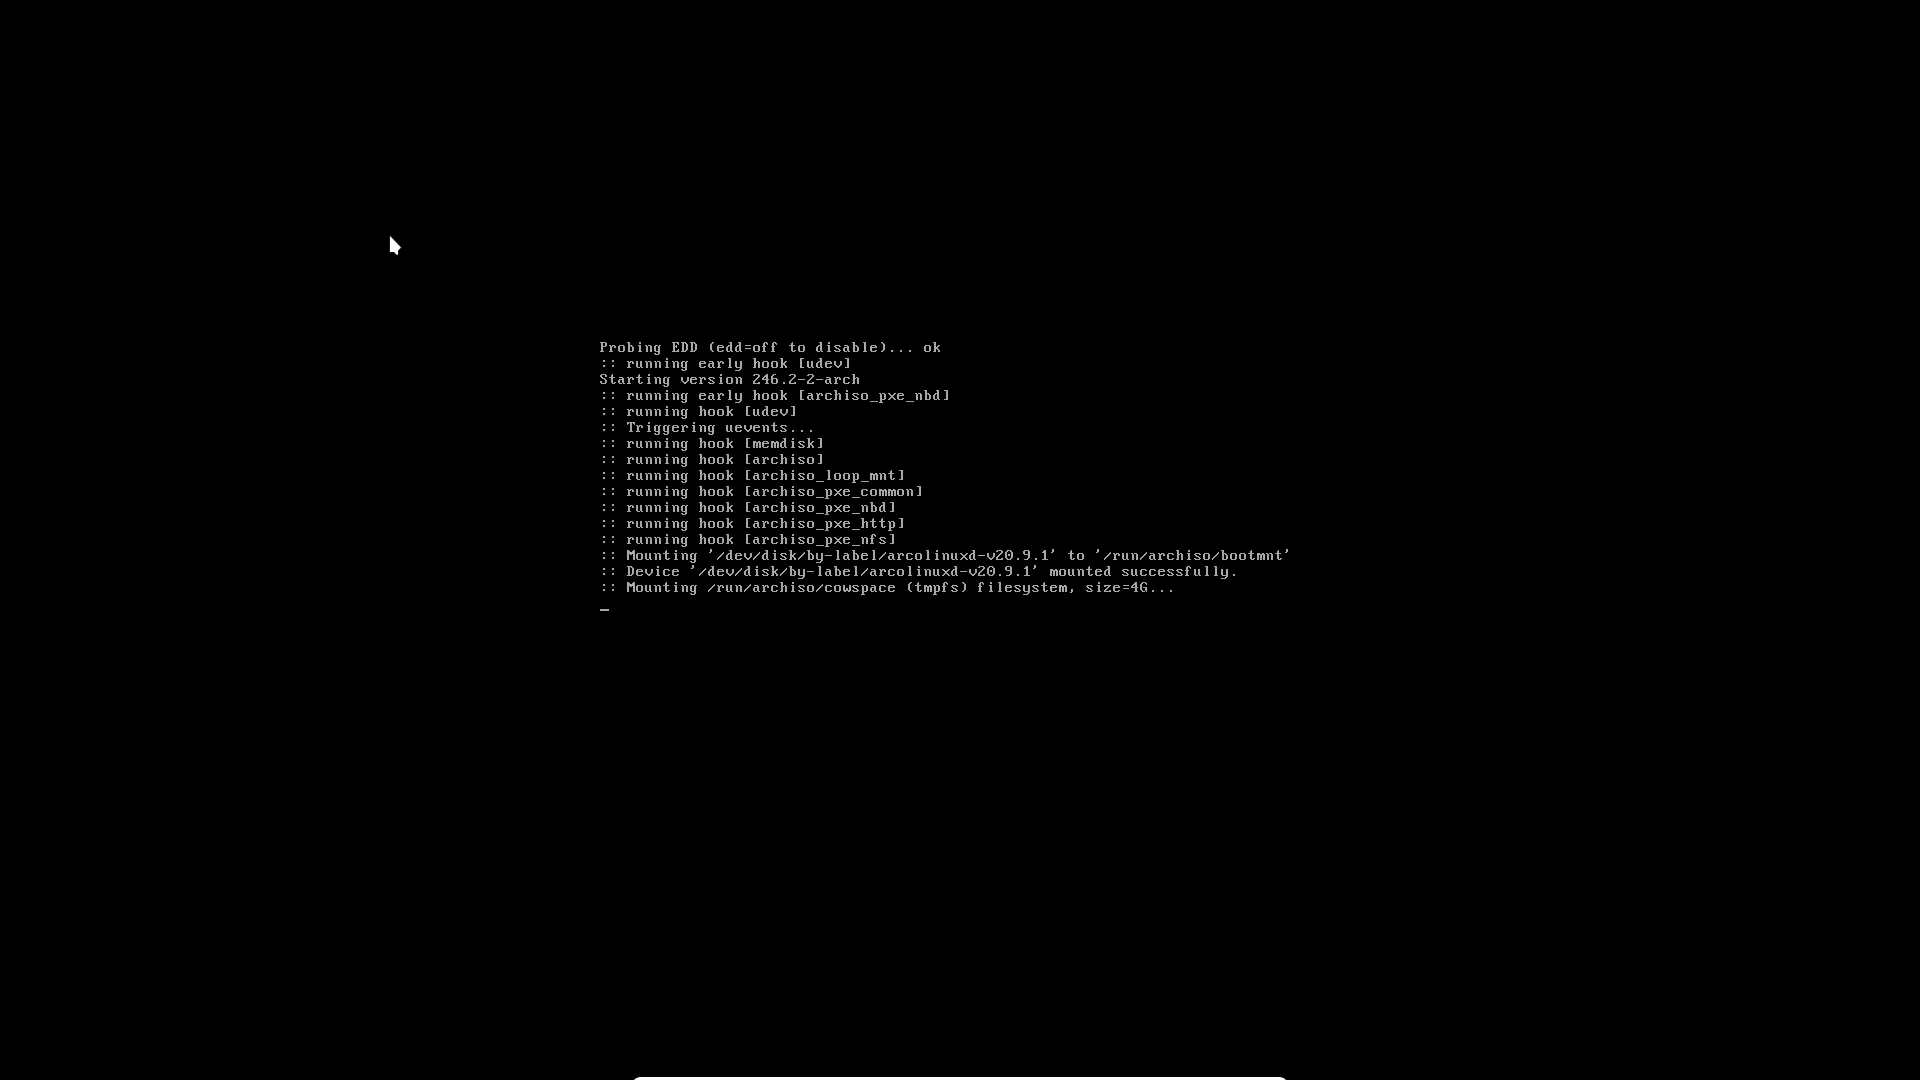 Probing EDD (edd=off to disable)... ok
:: running early hook [udev]
Starting version 246.2-2-arch
:: running early hook [archiso_pxe_nbd]
:: running hook [udev]
:: Triggering uevents...
:: running hook [memdisk]
:: running hook [archiso]
:: running hook [archiso_loop_mnt]
:: running hook [archiso_pxe_common]
:: running hook [archiso_pxe_nbd]
:: running hook [archiso_pxe_http]
:: running hook [archiso_pxe_nfs]
:: Mounting '/dev/disk/by-label/arcolinuxd-v20.9.1' to '/run/archiso/bootmnt'
:: Device '/dev/disk/by-label/arcolinuxd-v20.9.1' mounted successfully.
:: Mounting /run/archiso/cowspace (tmpfs) filesystem, size=4G...
_